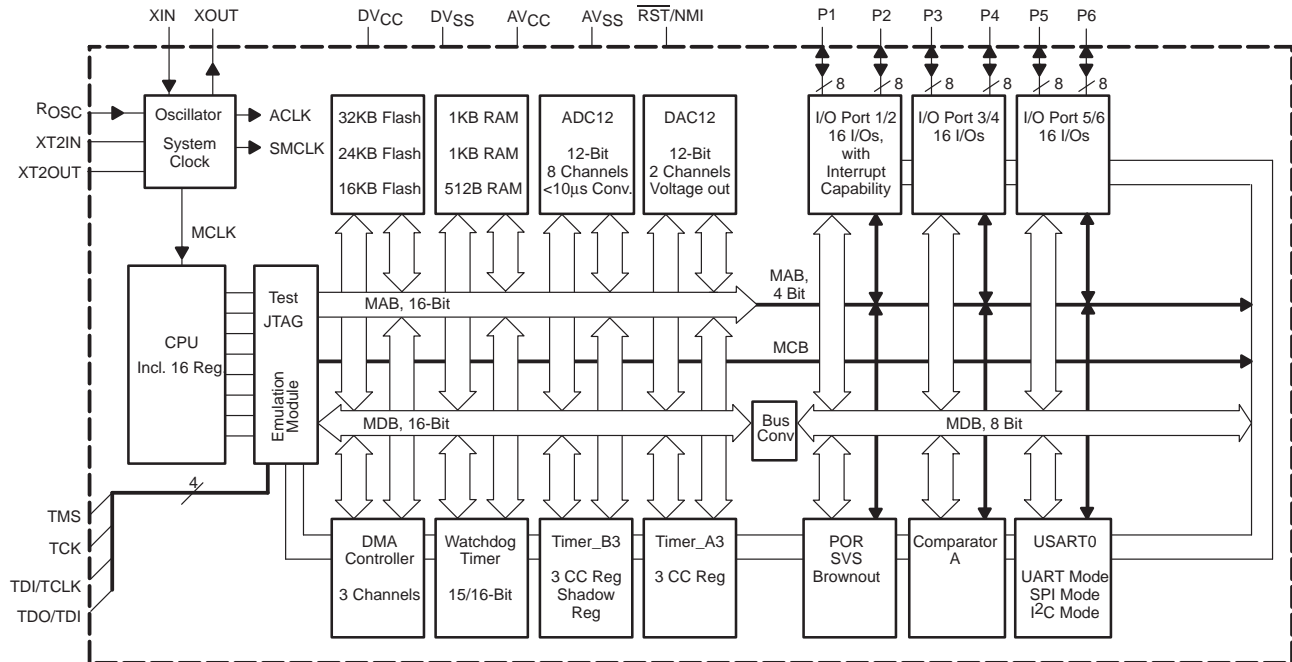 XIN XOUT DVCC DVSS AVCC AVSS RST/NMI P1 P2 P3 P4 P5 P6
8 8 8 8 8 8
ROSC
XT2IN
XT2OUT
Oscillator
System
Clock
ACLK
SMCLK
MCLK
32KB Flash
24KB Flash
16KB Flash
1KB RAM
1KB RAM
512B RAM
ADC12
12-Bit
8 Channels
<10μs Conv.
DAC12
12-Bit
2 Channels
Voltage out
I/O Port 1/2
16 I/Os,
with
Interrupt
Capability
I/O Port 3/4
16 I/Os
I/O Port 5/6
16 I/Os
CPU
Incl. 16 Reg.
Test
JTAG
Emulation
Module
MAB, 16-Bit
MAB,
4 Bit
MCB
MDB, 16-Bit
Bus
Conv
MDB, 8 Bit
4
TMS
TCK
TDI/TCLK
TDO/TDI
DMA
Controller
3 Channels
Watchdog
Timer
15/16-Bit
Timer_B3
3 CC Reg
Shadow
Reg
Timer_A3
3 CC Reg
POR
SVS
Brownout
Comparator
A
USART0
UART Mode
SPI Mode
I2C Mode